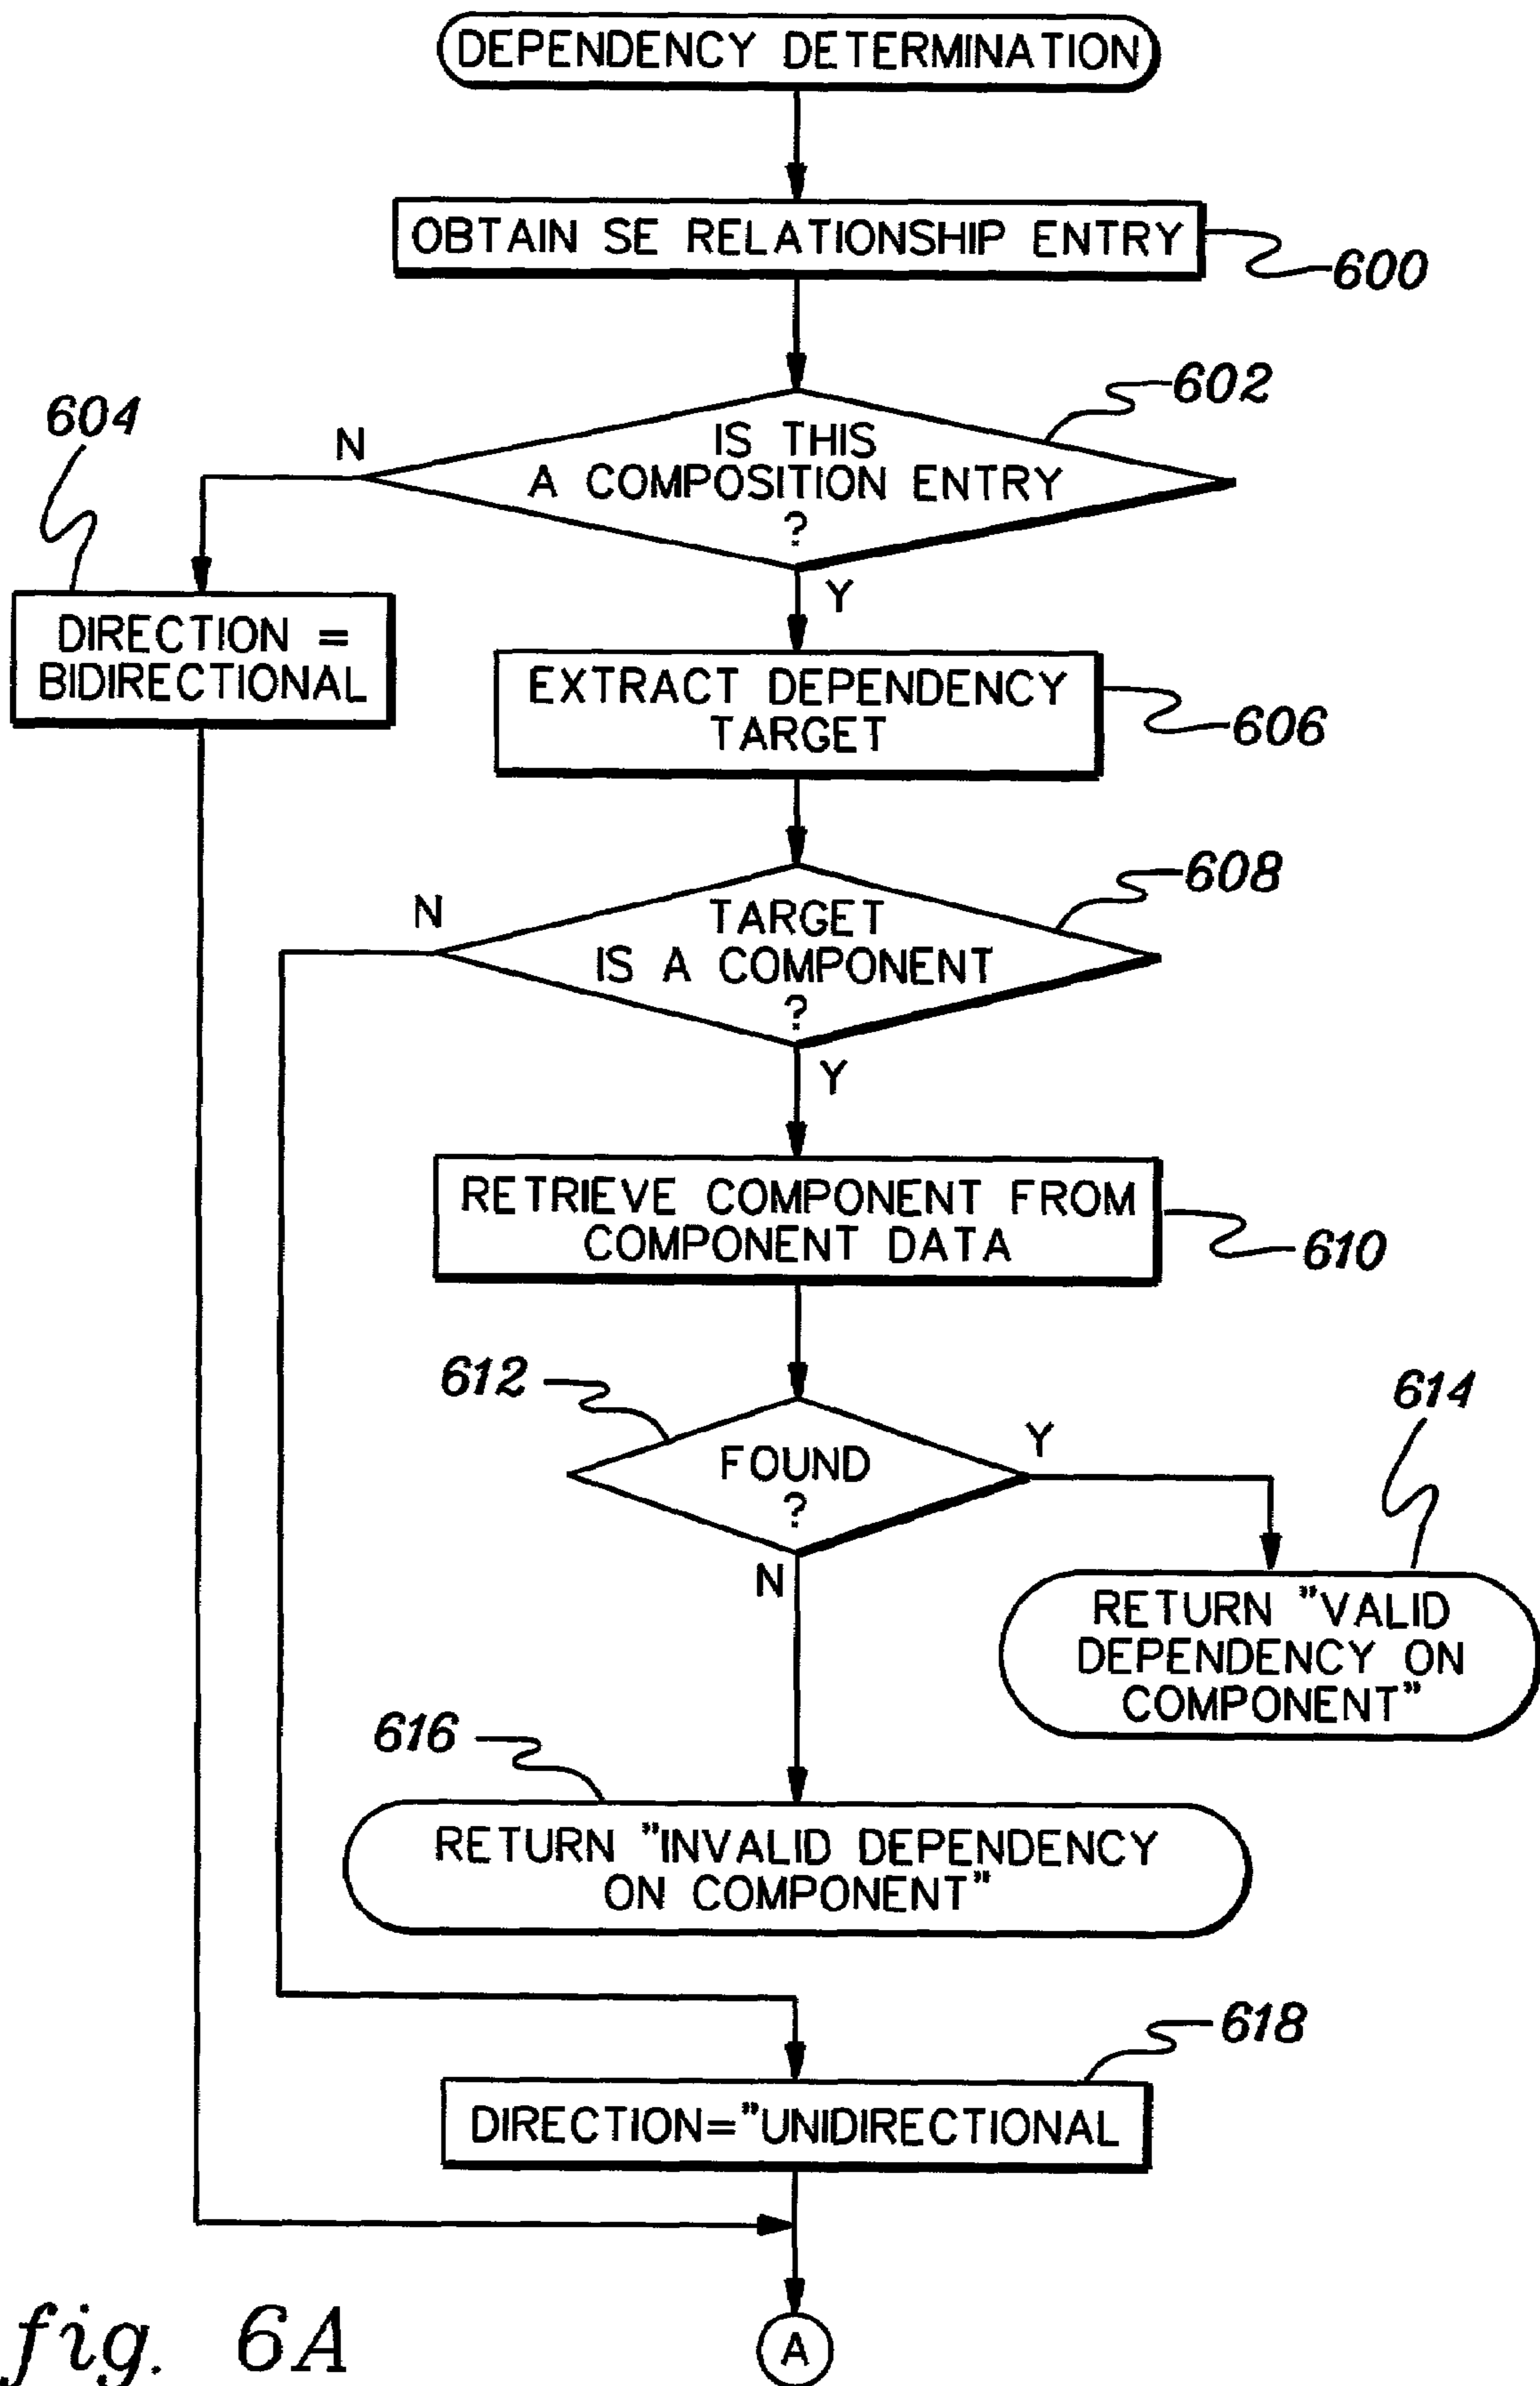 DEPENDENCY DETERMINATION
OBTAIN SE RELATIONSHIP ENTRY
600
602
604
N
IS THIS
A COMPOSITION ENTRY
?
Y
DIRECTION =
BIDIRECTIONAL
EXTRACT DEPENDENCY
TARGET
606
608
N
TARGET
IS A COMPONENT
?
Y
RETRIEVE COMPONENT FROM
COMPONENT DATA
610
612
614
FOUND
?
Y
N
RETURN "VALID
DEPENDENCY ON
COMPONENT"
616
RETURN "INVALID DEPENDENCY
ON COMPONENT"
618
DIRECTION="UNIDIRECTIONAL
A
fig. 6A